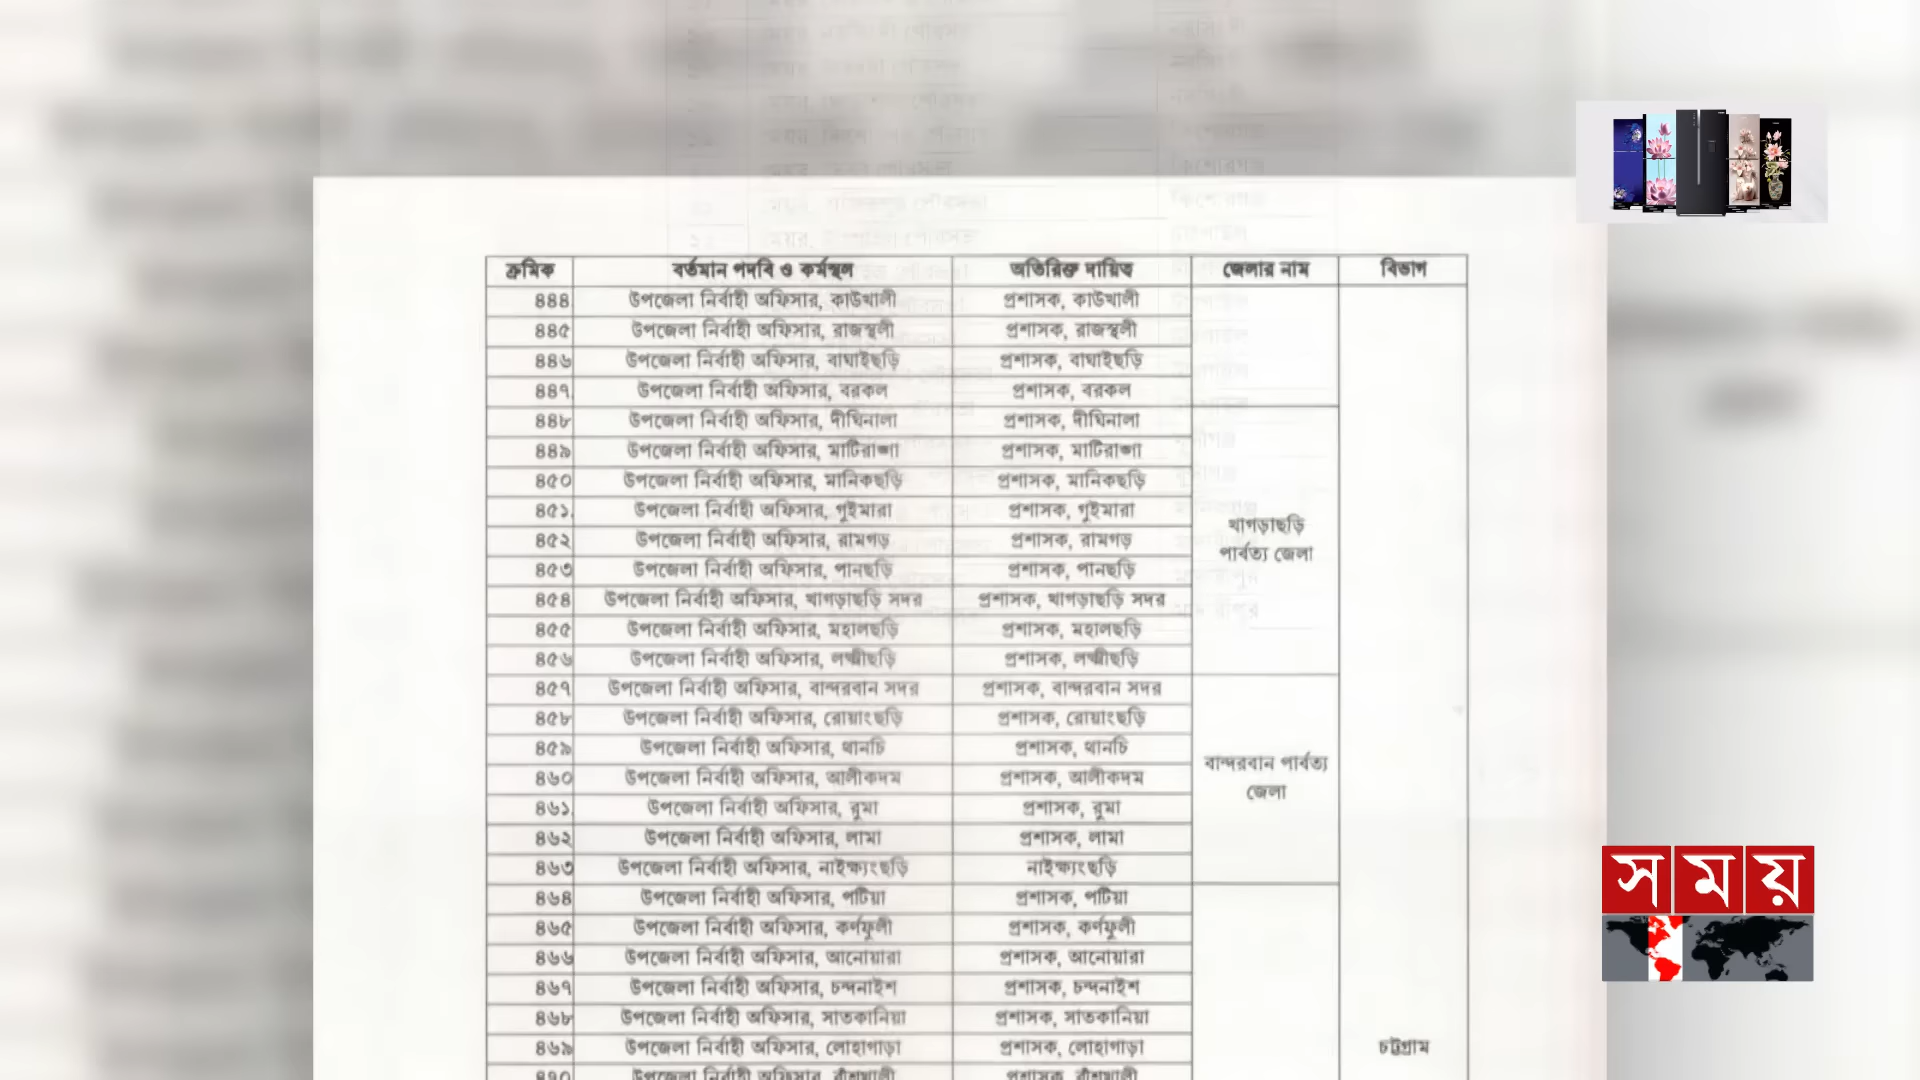 ক্রমিক বর্তমান পদবি ও কর্মস্থল অতিরিক্ত দায়িত্ব জেলার নাম বিভাগ
৪৪৪ উপজেলা নির্বাহী অফিসার, কাউখালী প্রশাসক, কাউখালী
৪৪৫ উপজেলা নির্বাহী অফিসার, রাজস্থলী প্রশাসক, রাজস্থলী
৪৪৬ উপজেলা নির্বাহী অফিসার, বাঘাইছড়ি প্রশাসক, বাঘাইছড়ি
৪৪৭ উপজেলা নির্বাহী অফিসার, বরকল প্রশাসক, বরকল
৪৪৮ উপজেলা নির্বাহী অফিসার, দীঘিনালা প্রশাসক, দীঘিনালা
৪৪৯ উপজেলা নির্বাহী অফিসার, মাটিরাঙ্গা প্রশাসক, মাটিরাঙ্গা
৪৫০ উপজেলা নির্বাহী অফিসার, মানিকছড়ি প্রশাসক, মানিকছড়ি
৪৫১ উপজেলা নির্বাহী অফিসার, গুইমারা প্রশাসক, গুইমারা
খাগড়াছড়ি
৪৫২ উপজেলা নির্বাহী অফিসার, রামগড় প্রশাসক, রামগড়
পার্বত্য জেলা
৪৫৩ উপজেলা নির্বাহী অফিসার, পানছড়ি প্রশাসক, পানছড়ি
৪৫৪ উপজেলা নির্বাহী অফিসার, খাগড়াছড়ি সদর প্রশাসক, খাগড়াছড়ি সদর
৪৫৫ উপজেলা নির্বাহী অফিসার, মহালছড়ি প্রশাসক, মহালছড়ি
৪৫৬ উপজেলা নির্বাহী অফিসার, লক্ষ্মীছড়ি প্রশাসক, লক্ষ্মীছড়ি
৪৫৭ উপজেলা নির্বাহী অফিসার, বান্দরবান সদর প্রশাসক, বান্দরবান সদর
৪৫৮ উপজেলা নির্বাহী অফিসার, রোয়াংছড়ি প্রশাসক, রোয়াংছড়ি
৪৫৯ উপজেলা নির্বাহী অফিসার, থানচি প্রশাসক, থানচি
বান্দরবান পার্বত্য
৪৬০ উপজেলা নির্বাহী অফিসার, আলীকদম প্রশাসক, আলীকদম
জেলা
৪৬১ উপজেলা নির্বাহী অফিসার, রুমা প্রশাসক, রুমা
৪৬২ উপজেলা নির্বাহী অফিসার, লামা প্রশাসক, লামা
৪৬৩ উপজেলা নির্বাহী অফিসার, নাইক্ষ্যংছড়ি নাইক্ষ্যংছড়ি
৪৬৪ উপজেলা নির্বাহী অফিসার, পটিয়া প্রশাসক, পটিয়া
৪৬৫ উপজেলা নির্বাহী অফিসার, কর্ণফুলী প্রশাসক, কর্ণফুলী
৪৬৬ উপজেলা নির্বাহী অফিসার, আনোয়ারা প্রশাসক, আনোয়ারা
৪৬৭ উপজেলা নির্বাহী অফিসার, চন্দনাইশ প্রশাসক, চন্দনাইশ
৪৬৮ উপজেলা নির্বাহী অফিসার, সাতকানিয়া প্রশাসক, সাতকানিয়া
৪৬৯ উপজেলা নির্বাহী অফিসার, লোহাগাড়া প্রশাসক, লোহাগাড়া চট্টগ্রাম
৪৭০ উপজেলা নির্বাহী অফিসার, বাঁশখালী প্রশাসক, বাঁশখালী
সময়